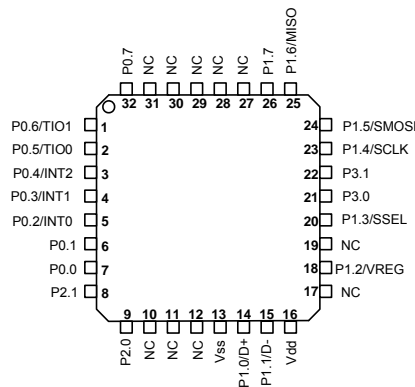 P0.7
NC
NC
NC
NC
NC
P1.7
P1.6/MISO
32 31 30 29 28 27 26 25
P0.6/TIO1 1
P0.5/TIO0 2
P0.4/INT2 3
P0.3/INT1 4
P0.2/INT0 5
P0.1 6
P0.0 7
P2.1 8
24 P1.5/SMOSI
23 P1.4/SCLK
22 P3.1
21 P3.0
20 P1.3/SSEL
19 NC
18 P1.2/VREG
17 NC
9 10 11 12 13 14 15 16
P2.0
NC
NC
NC
Vss
P1.0/D+
P1.1/D-
Vdd